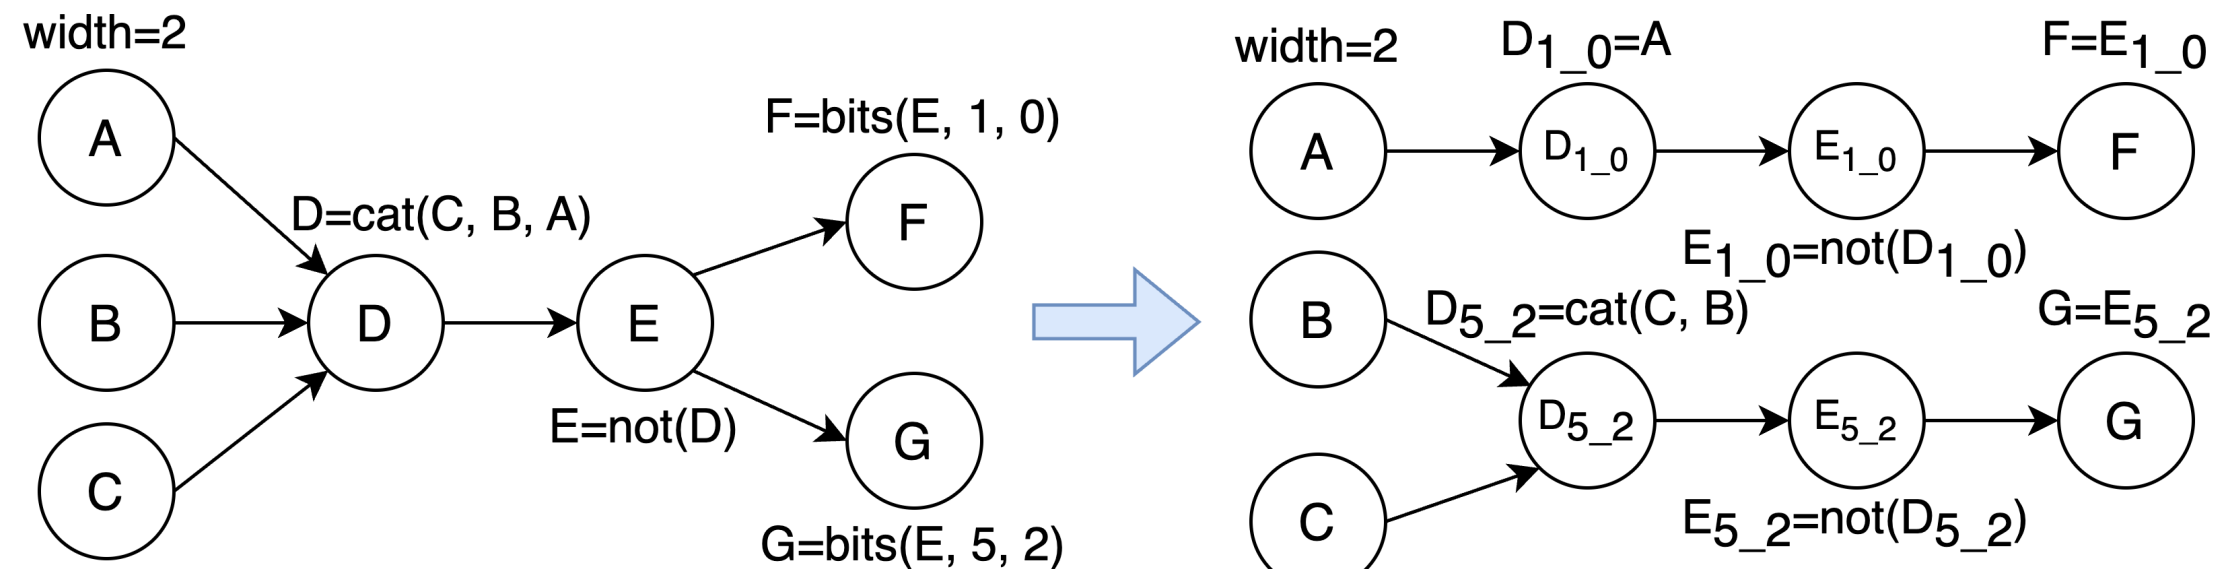 width=2
A
D=cat(C, B, A)
B
D
E
C
E=not(D)
F=bits(E, 1, 0)
F
G
G=bits(E, 5, 2)
width=2
D1_0=A
F=E1_0
A
D1_0
E1_0
F
E1_0=not(D1_0)
B
D5_2=cat(C, B)
G=E5_2
D5_2
E5_2
G
C
E5_2=not(D5_2)